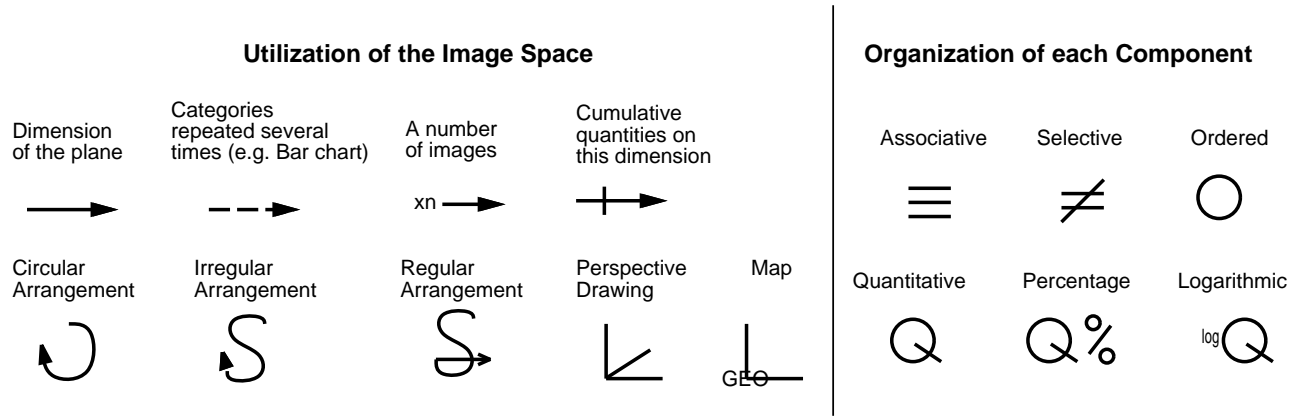 Utilization of the Image Space
Dimension
of the plane
Categories
repeated several
times (e.g. Bar chart)
A number
of images
Cumulative
quantities on
this dimension
xn
Circular
Arrangement
Irregular
Arrangement
Regular
Arrangement
Perspective
Drawing
Map
GEO
Organization of each Component
Associative
Selective
Ordered
Quantitative
Percentage
Logarithmic
%
log